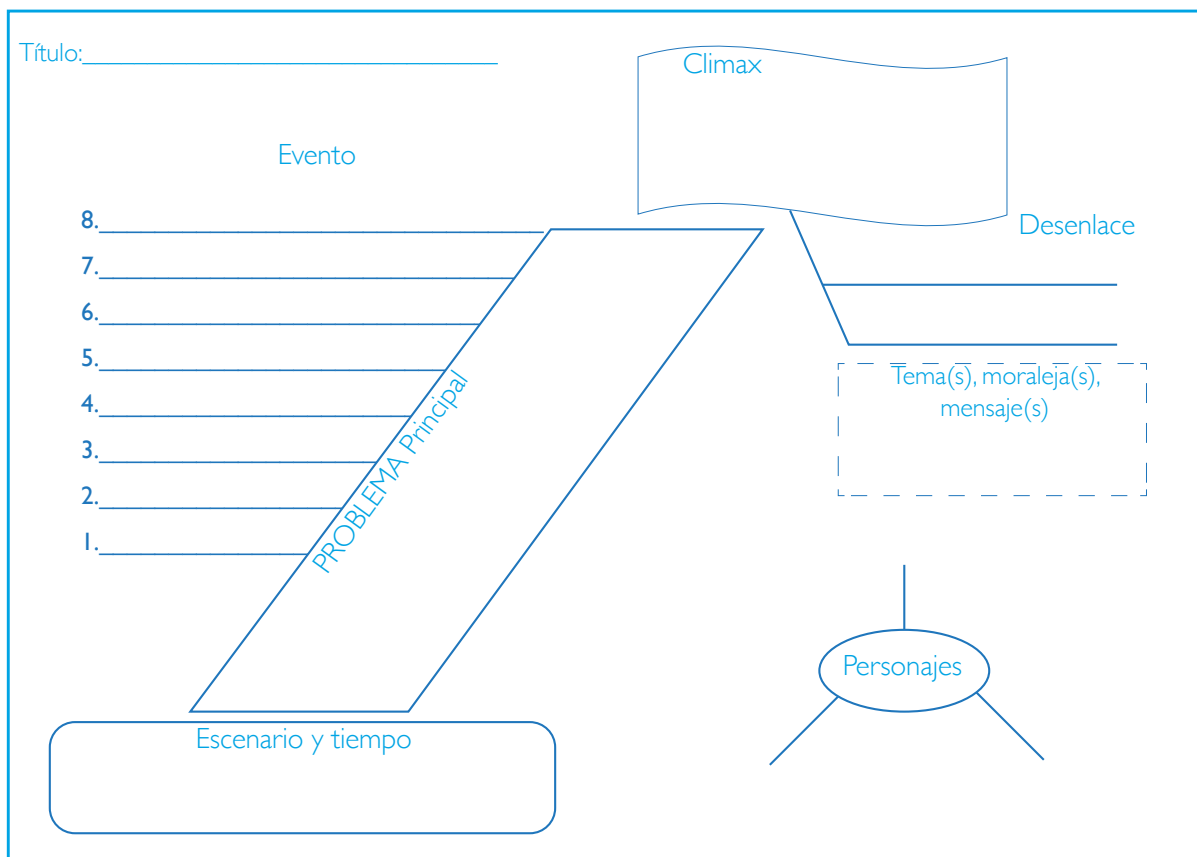 Título:
Climax
Evento
Desenlace
8.
7.
6.
5.
4.
3.
2.
1.
PROBLEMA Principal
Tema(s), moraleja(s),
mensaje(s)
Personajes
Escenario y tiempo